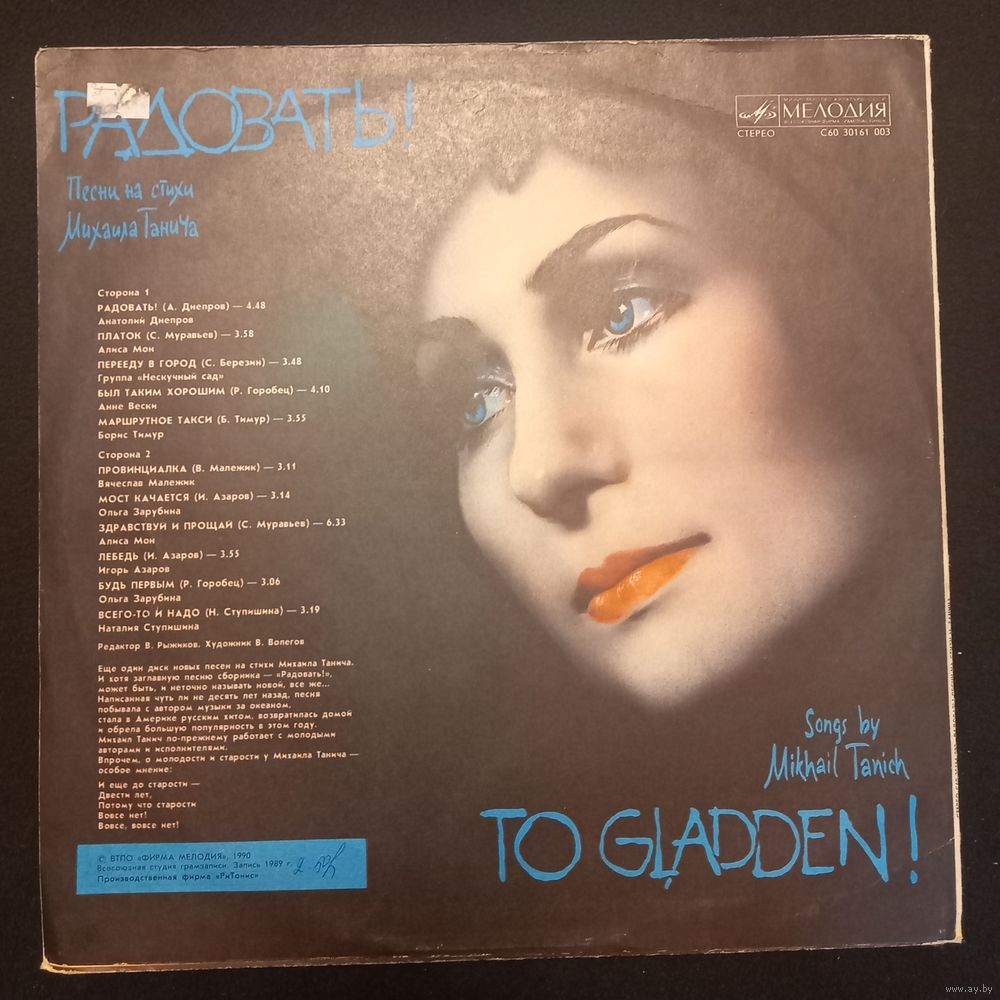 РАДОВАТЬ!
Песни на стихи
Михаила Танича
МЕЛОДИЯ
СТЕРЕО С60 30161 003
Сторона 1
РАДОВАТЬ! (А. Днепров) — 4.48
Анатолий Днепров
ПЛАТОК (С. Муравьев) — 3.58
Алиса Мон
ПЕРЕЕДУ В ГОРОД (С. Березин) — 3.48
Группа «Нескучный сад»
БЫЛ ТАКИМ ХОРОШИМ (Р. Горобец) — 4.10
Анне Вески
МАРШРУТНОЕ ТАКСИ (Б. Тимур) — 3.55
Борис Тимур
Сторона 2
ПРОВИНЦИАЛКА (В. Малежик) — 3.11
Вячеслав Малежик
МОСТ КАЧАЕТСЯ (И. Азаров) — 3.14
Ольга Зарубина
ЗДРАВСТВУЙ И ПРОЩАЙ (С. Муравьев) — 6.33
Алиса Мон
ЛЕБЕДЬ (И. Азаров) — 3.55
Игорь Азаров
БУДЬ ПЕРВЫМ (Р. Горобец) — 3.06
Ольга Зарубина
ВСЕГО-ТО И НАДО (Н. Ступишина) — 3.19
Наталия Ступишина
Редактор В. Рыжиков. Художник В. Волегов
Еще один диск новых песен на стихи Михаила Танича.
И хотя заглавную песню сборника — «Радовать!»,
может быть, и неточно называть новой, все же...
Написанная чуть ли не десять лет назад, песня
побывала с автором музыки за океаном,
стала в Америке русским хитом, возвратилась домой
и обрела большую популярность в этом году.
Михаил Танич по-прежнему работает с молодыми
авторами и исполнителями.
Впрочем, о молодости и старости у Михаила Танича —
особое мнение:
И еще до старости —
Двести лет,
Потому что старости
Вовсе нет!
Вовсе, вовсе нет!
© ВТПО «ФИРМА МЕЛОДИЯ», 1990
Всесоюзная студия грамзаписи. Запись 1989 г.
Производственная фирма «РиТонис»
Songs by
Mikhail Tanich
TO GLADDEN!
www.ay.by